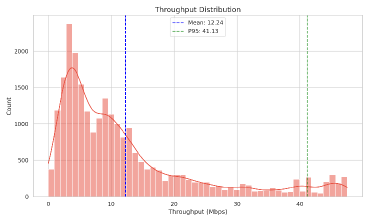 Throughput Distribution
Mean: 12.24
P95: 41.13
Count
2500
2000
1500
1000
500
0
0
10
20
30
40
Throughput (Mbps)